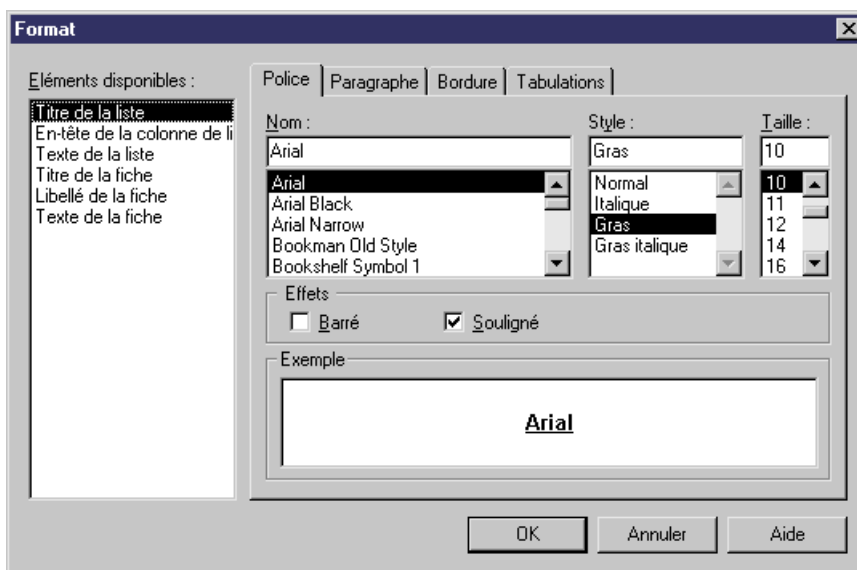 Format
Eléments disponibles :
Titre de la liste
En-tête de la colonne de li
Texte de la liste
Titre de la fiche
Libellé de la fiche
Texte de la fiche
Police
Paragraphe
Bordure
Tabulations
Nom :
Arial
Arial
Arial Black
Arial Narrow
Bookman Old Style
Bookshelf Symbol 1
Style :
Gras
Normal
Italique
Gras
Gras italique
Taille :
10
10
11
12
14
16
Effets
Barré
Souligné
Exemple
Arial
OK
Annuler
Aide